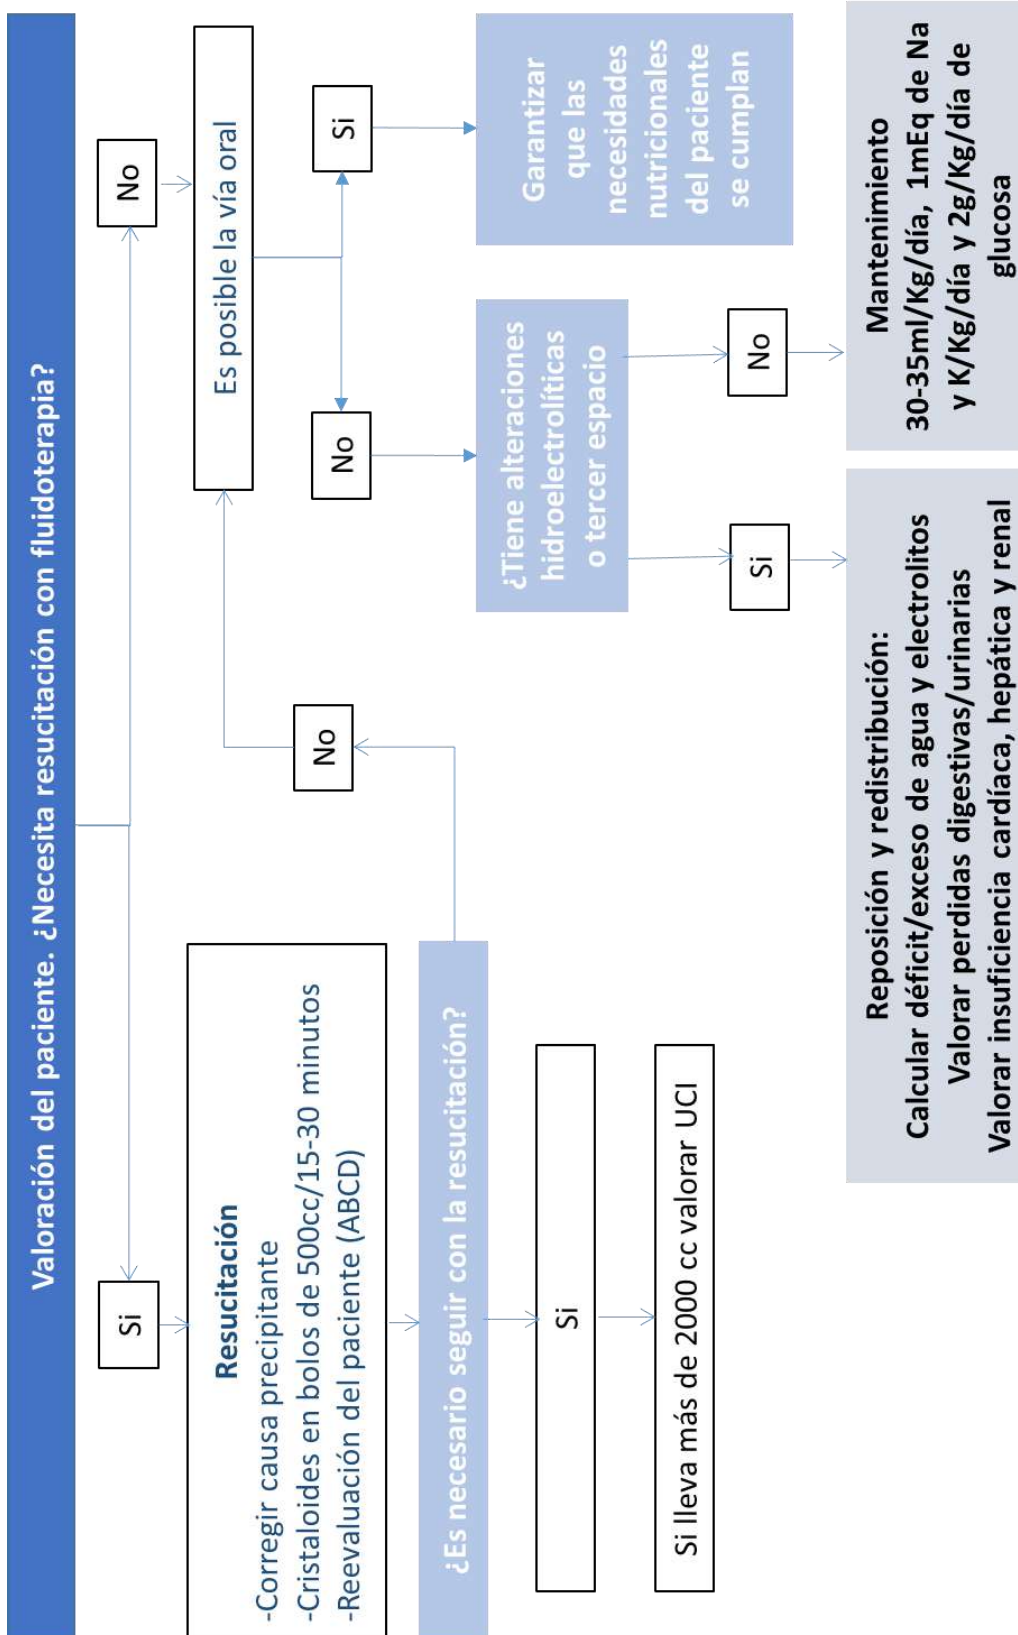 Valoración del paciente. ¿Necesita resucitación con fluidoterapia?
Si
No
Resucitación
-Corregir causa precipitante
-Cristaloides en bolos de 500cc/15-30 minutos
-Reevaluación del paciente (ABCD)
Es posible la vía oral
¿Es necesario seguir con la resucitación?
No
No
Si
Si
Si lleva más de 2000 cc valorar UCI
¿Tiene alteraciones
hidroelectrolíticas
o tercer espacio
Garantizar
que las
necesidades
nutricionales
del paciente
se cumplan
Si
No
Reposición y redistribución:
Calcular déficit/exceso de agua y electrolitos
Valorar perdidas digestivas/urinarias
Valorar insuficiencia cardíaca, hepática y renal
Mantenimiento
30-35ml/Kg/día, 1mEq de Na
y K/Kg/día y 2g/Kg/día de
glucosa